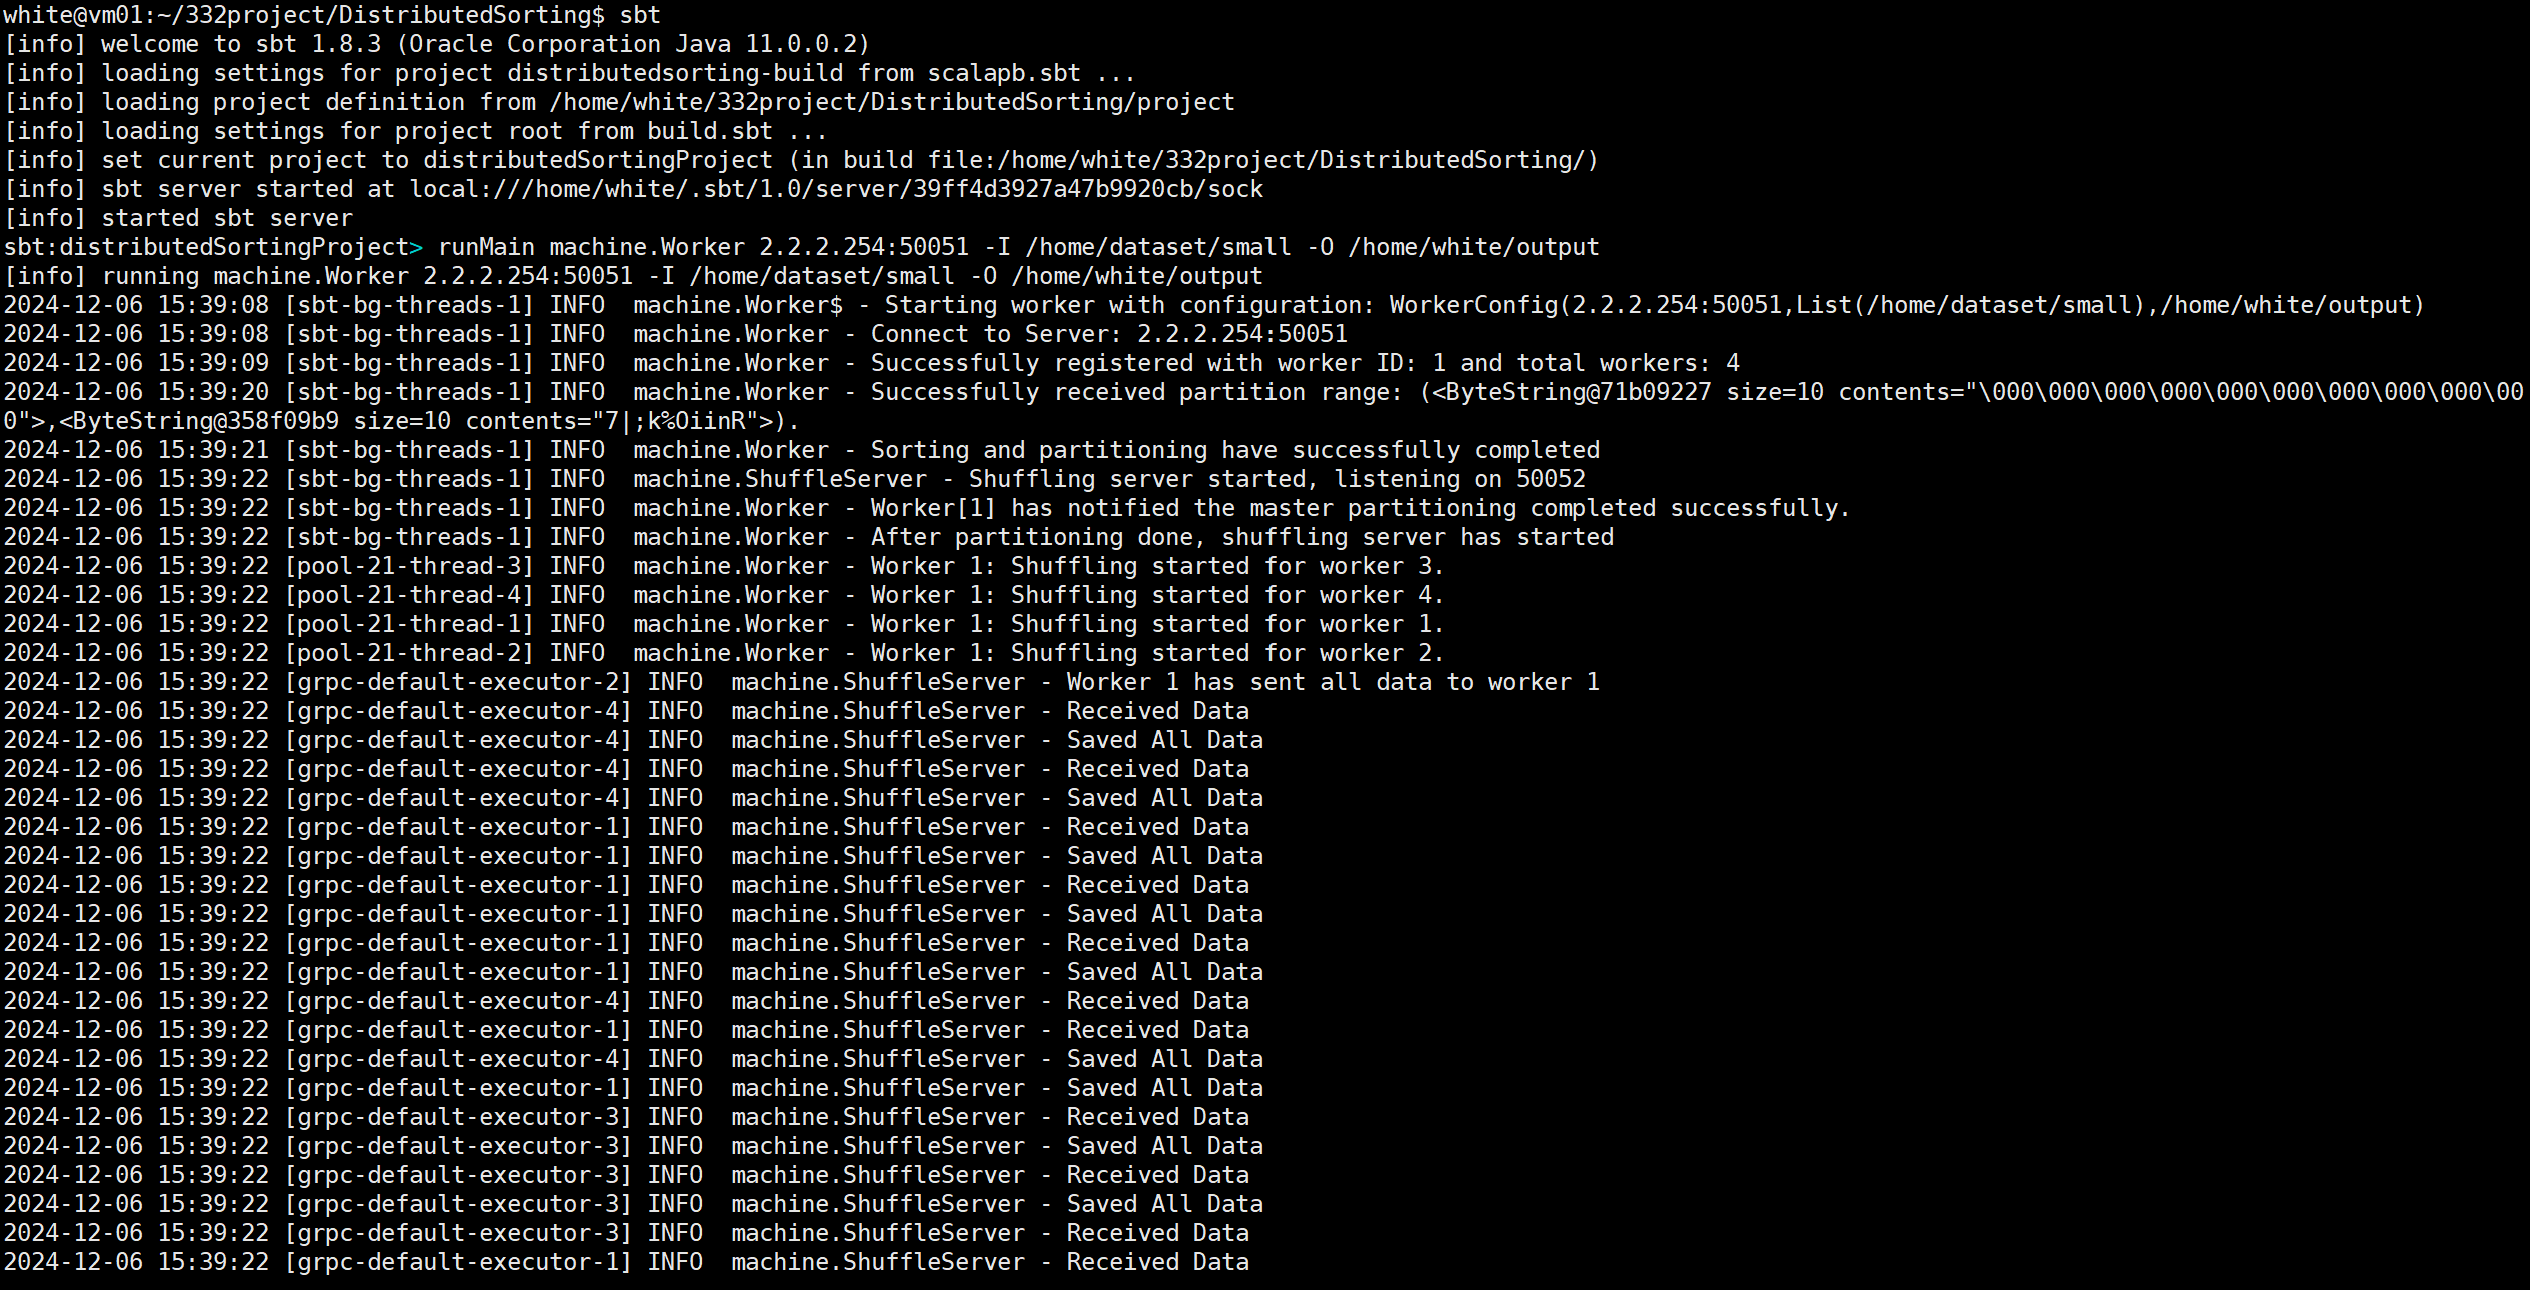 white@vm01:~/332project/DistributedSorting$ sbt
[info] welcome to sbt 1.8.3 (Oracle Corporation Java 11.0.0.2)
[info] loading settings for project distributedsorting-build from scalapb.sbt ...
[info] loading project definition from /home/white/332project/DistributedSorting/project
[info] loading settings for project root from build.sbt ...
[info] set current project to distributedSortingProject (in build file:/home/white/332project/DistributedSorting/)
[info] sbt server started at local:///home/white/.sbt/1.0/server/39ff4d3927a47b9920cb/sock
[info] started sbt server
sbt:distributedSortingProject> runMain machine.Worker 2.2.2.254:50051 -I /home/dataset/small -O /home/white/output
[info] running machine.Worker 2.2.2.254:50051 -I /home/dataset/small -O /home/white/output
2024-12-06 15:39:08 [sbt-bg-threads-1] INFO  machine.Worker$ - Starting worker with configuration: WorkerConfig(2.2.2.254:50051,List(/home/dataset/small),/home/white/output)
2024-12-06 15:39:08 [sbt-bg-threads-1] INFO  machine.Worker - Connect to Server: 2.2.2.254:50051
2024-12-06 15:39:09 [sbt-bg-threads-1] INFO  machine.Worker - Successfully registered with worker ID: 1 and total workers: 4
2024-12-06 15:39:20 [sbt-bg-threads-1] INFO  machine.Worker - Successfully received partition range: (<ByteString@71b09227 size=10 contents="\000\000\000\000\000\000\000\000\000\00
0">,<ByteString@358f09b9 size=10 contents="7|;k%OiinR">).
2024-12-06 15:39:21 [sbt-bg-threads-1] INFO  machine.Worker - Sorting and partitioning have successfully completed
2024-12-06 15:39:22 [sbt-bg-threads-1] INFO  machine.ShuffleServer - Shuffling server started, listening on 50052
2024-12-06 15:39:22 [sbt-bg-threads-1] INFO  machine.Worker - Worker[1] has notified the master partitioning completed successfully.
2024-12-06 15:39:22 [sbt-bg-threads-1] INFO  machine.Worker - After partitioning done, shuffling server has started
2024-12-06 15:39:22 [pool-21-thread-3] INFO  machine.Worker - Worker 1: Shuffling started for worker 3.
2024-12-06 15:39:22 [pool-21-thread-4] INFO  machine.Worker - Worker 1: Shuffling started for worker 4.
2024-12-06 15:39:22 [pool-21-thread-1] INFO  machine.Worker - Worker 1: Shuffling started for worker 1.
2024-12-06 15:39:22 [pool-21-thread-2] INFO  machine.Worker - Worker 1: Shuffling started for worker 2.
2024-12-06 15:39:22 [grpc-default-executor-2] INFO  machine.ShuffleServer - Worker 1 has sent all data to worker 1
2024-12-06 15:39:22 [grpc-default-executor-4] INFO  machine.ShuffleServer - Received Data
2024-12-06 15:39:22 [grpc-default-executor-4] INFO  machine.ShuffleServer - Saved All Data
2024-12-06 15:39:22 [grpc-default-executor-4] INFO  machine.ShuffleServer - Received Data
2024-12-06 15:39:22 [grpc-default-executor-4] INFO  machine.ShuffleServer - Saved All Data
2024-12-06 15:39:22 [grpc-default-executor-1] INFO  machine.ShuffleServer - Received Data
2024-12-06 15:39:22 [grpc-default-executor-1] INFO  machine.ShuffleServer - Saved All Data
2024-12-06 15:39:22 [grpc-default-executor-1] INFO  machine.ShuffleServer - Received Data
2024-12-06 15:39:22 [grpc-default-executor-1] INFO  machine.ShuffleServer - Saved All Data
2024-12-06 15:39:22 [grpc-default-executor-1] INFO  machine.ShuffleServer - Received Data
2024-12-06 15:39:22 [grpc-default-executor-1] INFO  machine.ShuffleServer - Saved All Data
2024-12-06 15:39:22 [grpc-default-executor-4] INFO  machine.ShuffleServer - Received Data
2024-12-06 15:39:22 [grpc-default-executor-1] INFO  machine.ShuffleServer - Received Data
2024-12-06 15:39:22 [grpc-default-executor-4] INFO  machine.ShuffleServer - Saved All Data
2024-12-06 15:39:22 [grpc-default-executor-1] INFO  machine.ShuffleServer - Saved All Data
2024-12-06 15:39:22 [grpc-default-executor-3] INFO  machine.ShuffleServer - Received Data
2024-12-06 15:39:22 [grpc-default-executor-3] INFO  machine.ShuffleServer - Saved All Data
2024-12-06 15:39:22 [grpc-default-executor-3] INFO  machine.ShuffleServer - Received Data
2024-12-06 15:39:22 [grpc-default-executor-3] INFO  machine.ShuffleServer - Saved All Data
2024-12-06 15:39:22 [grpc-default-executor-3] INFO  machine.ShuffleServer - Received Data
2024-12-06 15:39:22 [grpc-default-executor-1] INFO  machine.ShuffleServer - Received Data